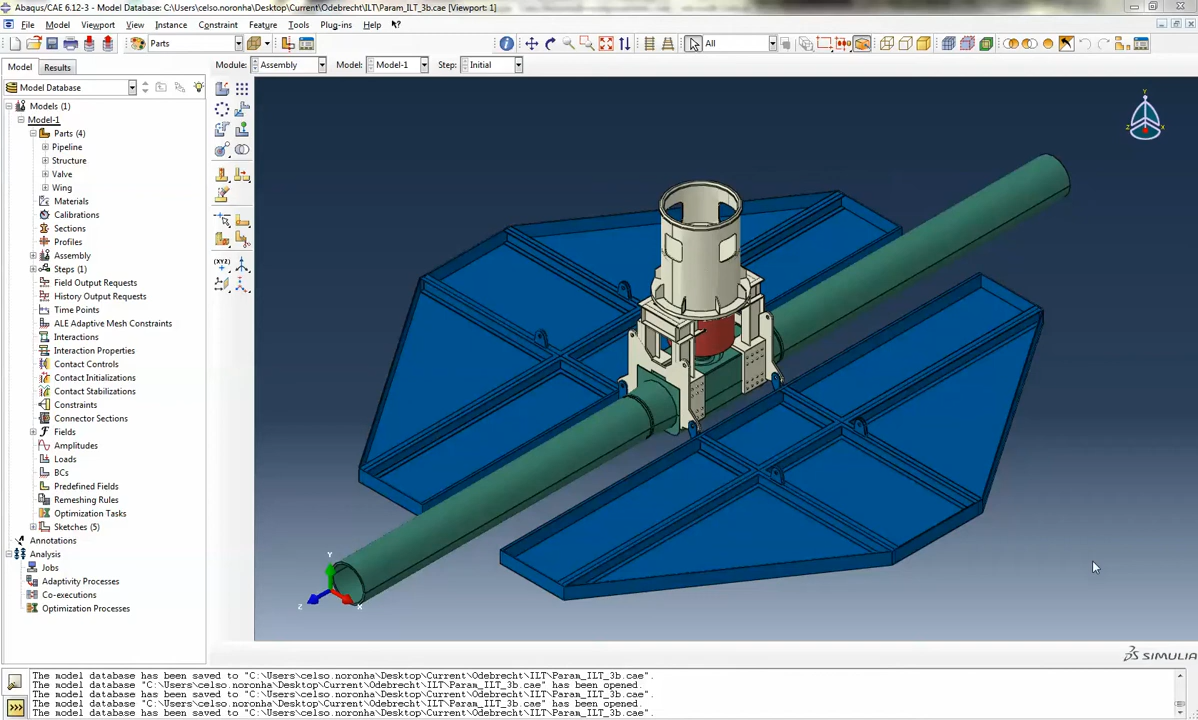 Abaqus/CAE 6.12-3 - Model Database: C:\Users\celso.noronha\Desktop\Current\Odebrecht\ILT\Param_ILT_3b.cae [Viewport: 1]
File Model Viewport View Instance Constraint Feature Tools Plug-ins Help
Parts All
Model Results Module: Assembly Model: Model-1 Step: Initial
Model Database
Models (1)
Model-1
Parts (4)
Pipeline
Structure
Valve
Wing
Materials
Calibrations
Sections
Profiles
Assembly
Steps (1)
Field Output Requests
History Output Requests
Time Points
ALE Adaptive Mesh Constraints
Interactions
Interaction Properties
Contact Controls
Contact Initializations
Contact Stabilizations
Constraints
Connector Sections
Fields
Amplitudes
Loads
BCs
Predefined Fields
Remeshing Rules
Optimization Tasks
Sketches (5)
Annotations
Analysis
Jobs
Adaptivity Processes
Co-executions
Optimization Processes
(XYZ)
Y
Z X
Y
Z X
SIMULIA
The model database has been saved to "C:\Users\celso.noronha\Desktop\Current\Odebrecht\ILT\Param_ILT_3b.cae".
The model database "C:\Users\celso.noronha\Desktop\Current\Odebrecht\ILT\Param_ILT_3b.cae" has been opened.
The model database has been saved to "C:\Users\celso.noronha\Desktop\Current\Odebrecht\ILT\Param_ILT_3b.cae".
The model database "C:\Users\celso.noronha\Desktop\Current\Odebrecht\ILT\Param_ILT_3b.cae" has been opened.
The model database has been saved to "C:\Users\celso.noronha\Desktop\Current\Odebrecht\ILT\Param_ILT_3b.cae".